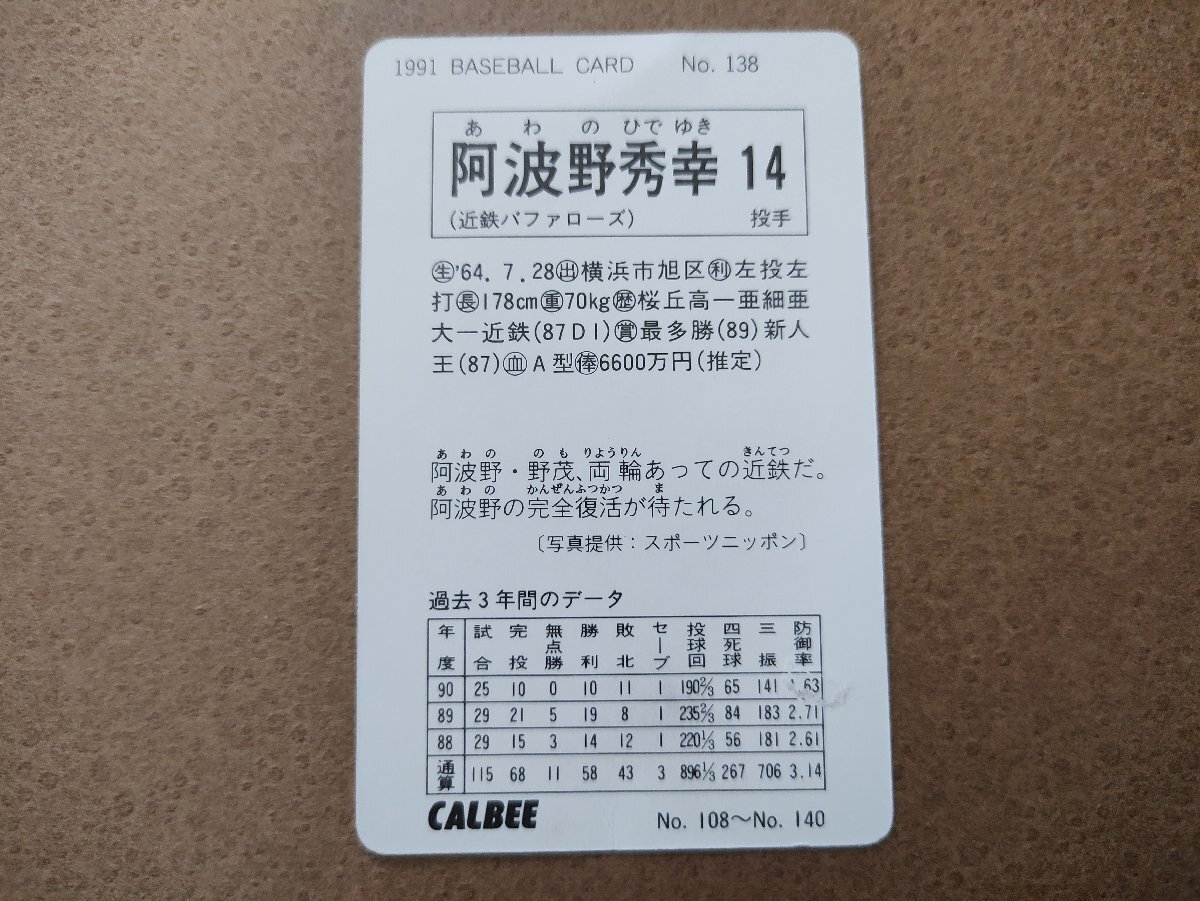 1991 BASEBALL CARD No. 138
あ わ の ひで ゆき
阿波野秀幸 14
(近鉄バファローズ) 投手
㊤'64. 7. 28㊦横浜市旭区㊒左投左
打㊐178cm㊑70kg㊔桜丘高ー亜細亜
大ー近鉄(87D1)㊕最多勝(89)新人
王(87)㊖A型㊗6600万円(推定)
あわの のも りようりん きんてつ
阿波野・野茂、両輪あっての近鉄だ。
あわの かんぜんふつかつ ま
阿波野の完全復活が待たれる。
〔写真提供：スポーツニッポン〕
過去3年間のデータ
年度 試合 完投 無点勝 勝利 敗北 セーブ 投球回 四死球 三振 防御率
90 25 10 0 10 11 1 190⅔ 65 141 .63
89 29 21 5 19 8 1 235⅔ 84 183 2.71
88 29 15 3 14 12 1 220⅓ 56 181 2.61
通算 115 68 11 58 43 3 896⅓ 267 706 3.14
CALBEE No. 108〜No. 140